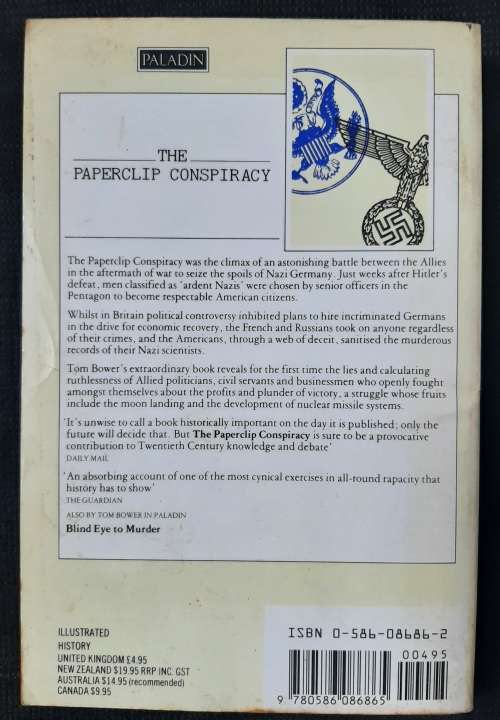 PALADIN
THE
PAPERCLIP CONSPIRACY
The Paperclip Conspiracy was the climax of an astonishing battle between the Allies
in the aftermath of war to seize the spoils of Nazi Germany. Just weeks after Hitler's
defeat, men classified as 'ardent Nazis' were chosen by senior officers in the
Pentagon to become respectable American citizens.
Whilst in Britain political controversy inhibited plans to hire incriminated Germans
in the drive for economic recovery, the French and Russians took on anyone regardless
of their crimes, and the Americans, through a web of deceit, sanitised the murderous
records of their Nazi scientists.
Tom Bower's extraordinary book reveals for the first time the lies and calculating
ruthlessness of Allied politicians, civil servants and businessmen who openly fought
amongst themselves about the profits and plunder of victory, a struggle whose fruits
include the moon landing and the development of nuclear missile systems.
'It's unwise to call a book historically important on the day it is published; only the
future will decide that. But The Paperclip Conspiracy is sure to be a provocative
contribution to Twentieth Century knowledge and debate'
DAILY MAIL
'An absorbing account of one of the most cynical exercises in all-round rapacity that
history has to show'
THE GUARDIAN
ALSO BY TOM BOWER IN PALADIN
Blind Eye to Murder
ILLUSTRATED
HISTORY
UNITED KINGDOM £4.95
NEW ZEALAND $19.95 RRP INC. GST
AUSTRALIA $14.95 (recommended)
CANADA $9.95
ISBN 0-586-08686-2
00495
9 780586 086865